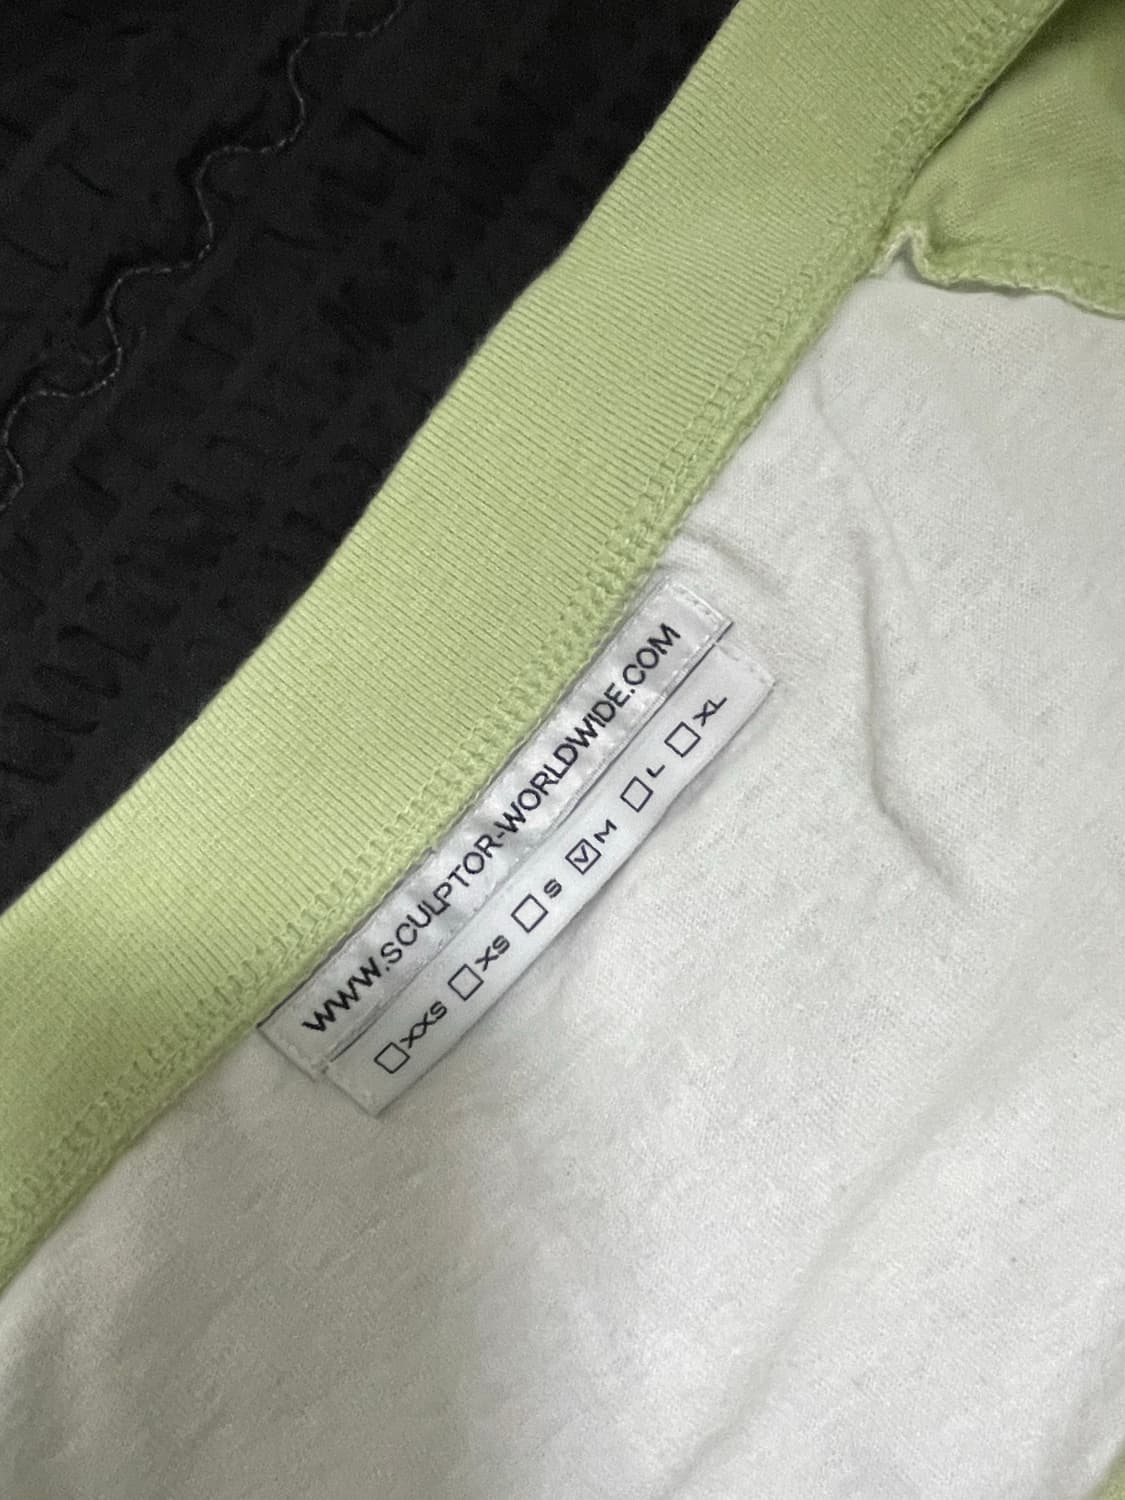 WWW.SCULPTOR-WORLDWIDE.COM
☐XXS ☐XS ☐S ☑M ☐L ☐XL